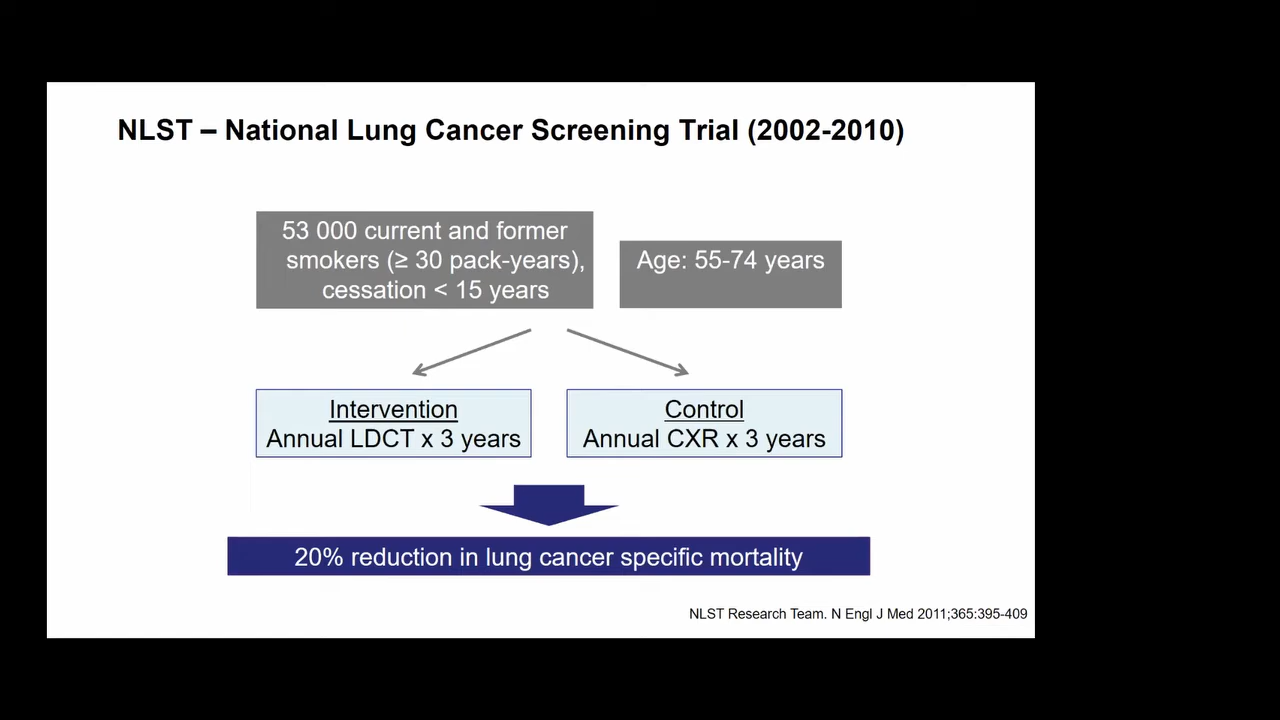 NLST – National Lung Cancer Screening Trial (2002-2010)
53 000 current and former
smokers (≥ 30 pack-years),
cessation < 15 years
Age: 55-74 years
Intervention
Annual LDCT x 3 years
Control
Annual CXR x 3 years
20% reduction in lung cancer specific mortality
NLST Research Team. N Engl J Med 2011;365:395-409